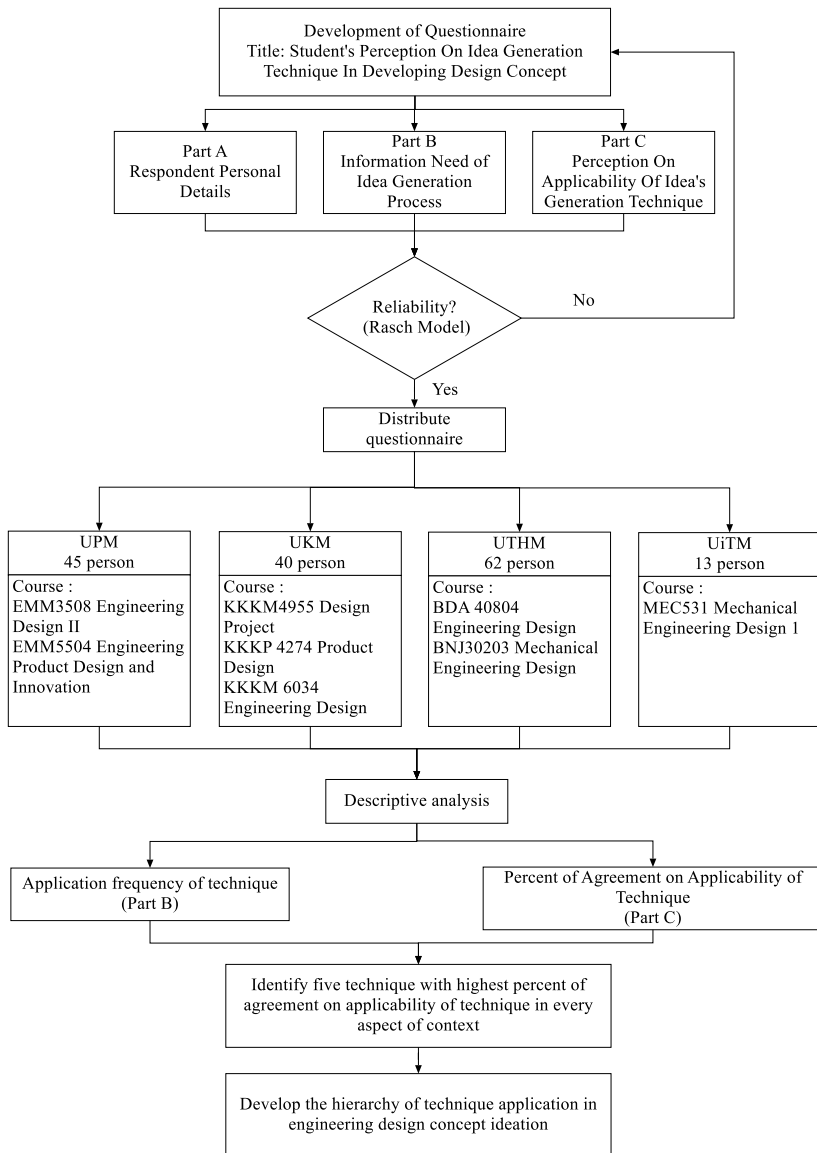 Development of Questionnaire
Title: Student's Perception On Idea Generation
Technique In Developing Design Concept
Part A
Respondent Personal
Details
Part B
Information Need of
Idea Generation
Process
Part C
Perception On
Applicability Of Idea's
Generation Technique
Reliability?
(Rasch Model)
No
Yes
Distribute
questionnaire
UPM
45 person
Course :
EMM3508 Engineering
Design II
EMM5504 Engineering
Product Design and
Innovation
UKM
40 person
Course :
KKKM4955 Design
Project
KKKP 4274 Product
Design
KKKM 6034
Engineering Design
UTHM
62 person
Course :
BDA 40804
Engineering Design
BNJ30203 Mechanical
Engineering Design
UiTM
13 person
Course :
MEC531 Mechanical
Engineering Design 1
Descriptive analysis
Application frequency of technique
(Part B)
Percent of Agreement on Applicability of
Technique
(Part C)
Identify five technique with highest percent of
agreement on applicability of technique in every
aspect of context
Develop the hierarchy of technique application in
engineering design concept ideation